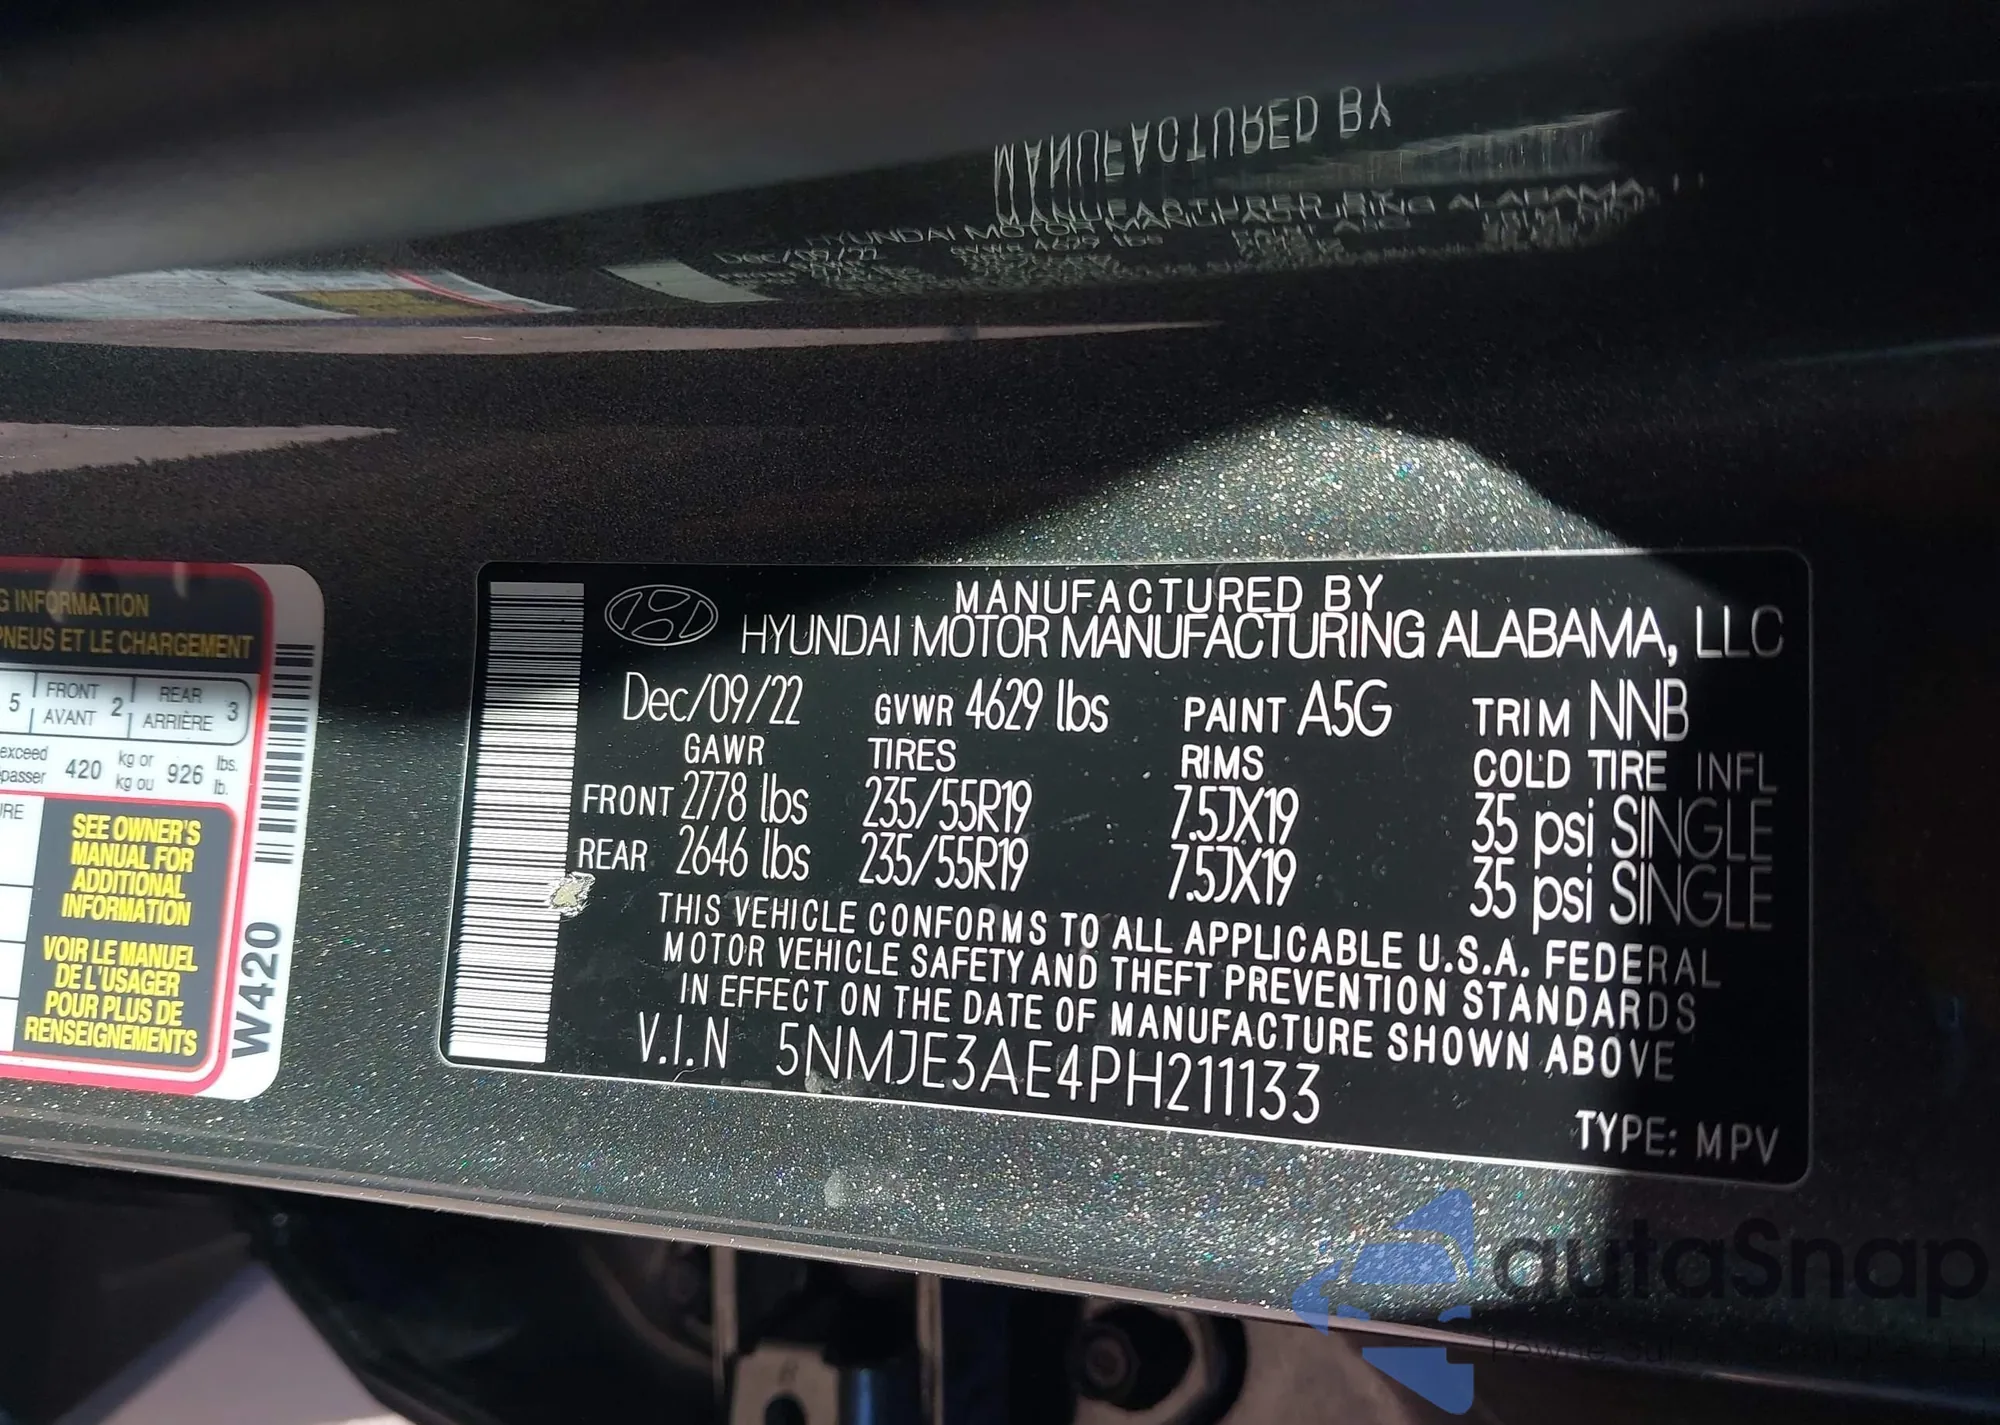 MANUFACTURED BY
G INFORMATION
PNEUS ET LE CHARGEMENT
5 FRONT AVANT 2 REAR ARRIÈRE 3
exceed passer 420 kg or kg ou 926 lbs. lb.
SEE OWNER'S
MANUAL FOR
ADDITIONAL
INFORMATION
VOIR LE MANUEL
DE L'USAGER
POUR PLUS DE
RENSEIGNEMENTS
W420
MANUFACTURED BY
HYUNDAI MOTOR MANUFACTURING ALABAMA, LLC
Dec/09/22 GVWR 4629 lbs PAINT A5G TRIM NNB
GAWR TIRES RIMS COLD TIRE INFL
FRONT 2778 lbs 235/55R19 7.5JX19 35 psi SINGLE
REAR 2646 lbs 235/55R19 7.5JX19 35 psi SINGLE
THIS VEHICLE CONFORMS TO ALL APPLICABLE U.S.A. FEDERAL
MOTOR VEHICLE SAFETY AND THEFT PREVENTION STANDARDS
IN EFFECT ON THE DATE OF MANUFACTURE SHOWN ABOVE
V.I.N 5NMJE3AE4PH211133
TYPE: MPV
autaSnap